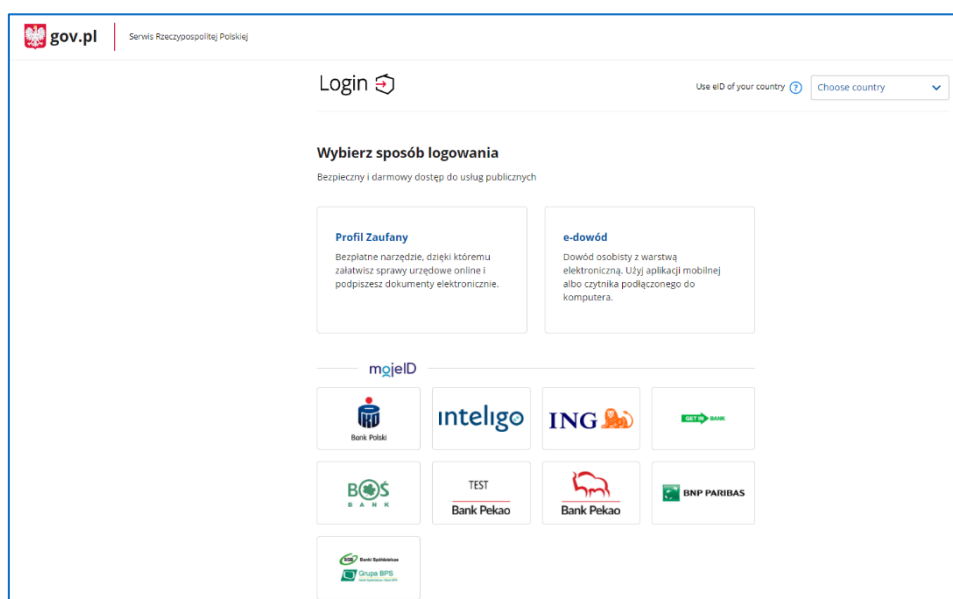 gov.pl
Serwis Rzeczypospolitej Polskiej
Login
Use eID of your country ?
Choose country
Wybierz sposób logowania
Bezpieczny i darmowy dostęp do usług publicznych
Profil Zaufany
Bezpłatne narzędzie, dzięki któremu
załatwisz sprawy urzędowe online i
podpiszesz dokumenty elektronicznie.
e-dowód
Dowód osobisty z warstwą
elektroniczną. Użyj aplikacji mobilnej
albo czytnika podłączonego do
komputera.
mojeID
Bank Polski
inteligo
ING
GET IN BANK
BOŚ
BANK
TEST
Bank Pekao
Bank Pekao
BNP PARIBAS
Banki Spółdzielcze
Grupa BPS